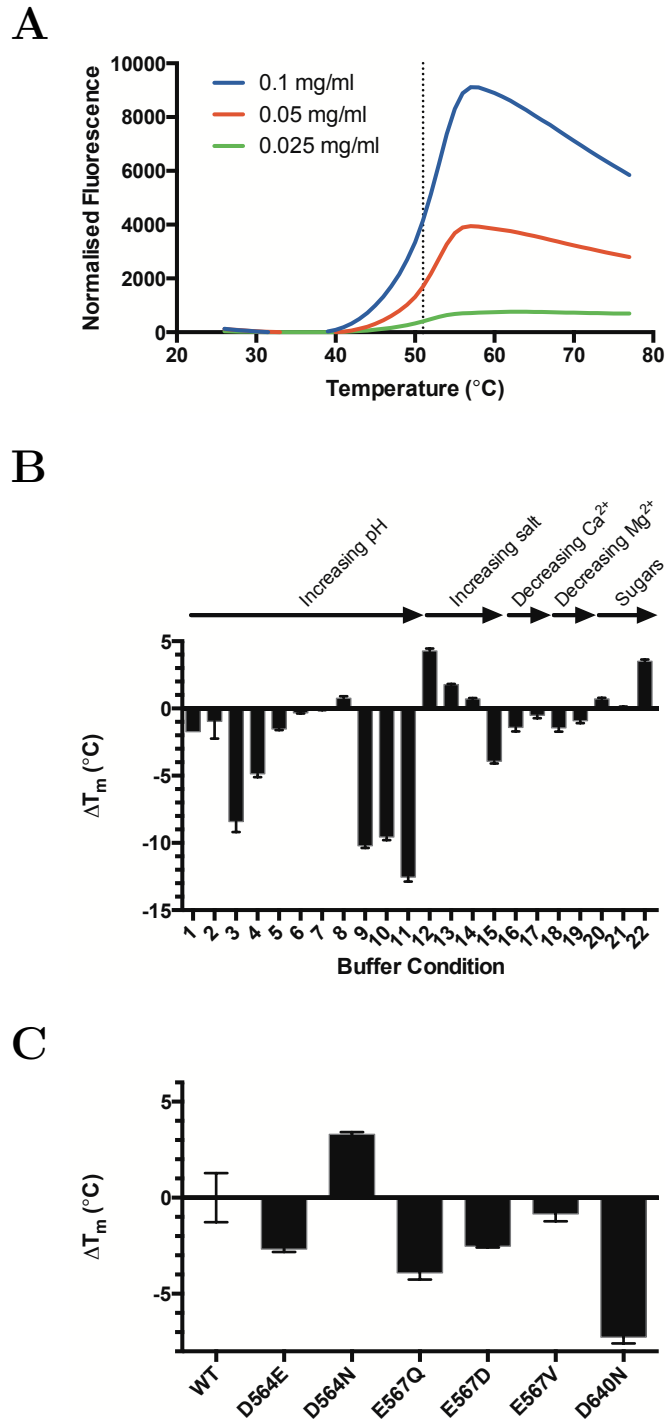 A
10000
8000
6000
4000
2000
0
Normalised Fluorescence
0.1 mg/ml
0.05 mg/ml
0.025 mg/ml
20 30 40 50 60 70 80
Temperature (°C)
B
Increasing pH
Increasing salt
Decreasing Ca²⁺
Decreasing Mg²⁺
Sugars
5
0
-5
-10
-15
ΔTₘ (°C)
1 2 3 4 5 6 7 8 9 10 11 12 13 14 15 16 17 18 19 20 21 22
Buffer Condition
C
5
0
-5
ΔTₘ (°C)
WT D564E D564N E567Q E567D E567V D640N